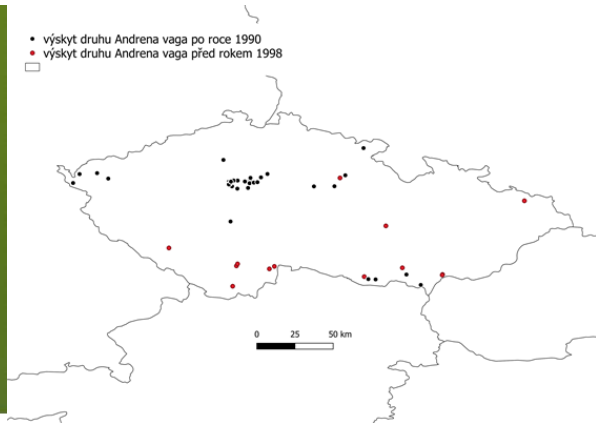 výskyt druhu Andrena vaga po roce 1990
výskyt druhu Andrena vaga před rokem 1998
0 25 50 km